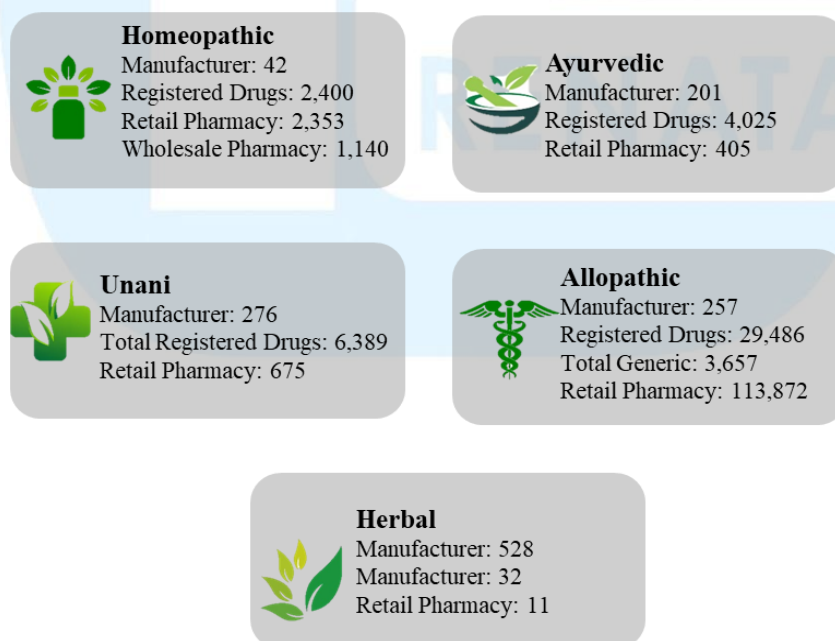 Homeopathic
Manufacturer: 42
Registered Drugs: 2,400
Retail Pharmacy: 2,353
Wholesale Pharmacy: 1,140
Ayurvedic
Manufacturer: 201
Registered Drugs: 4,025
Retail Pharmacy: 405
RENATA
Unani
Manufacturer: 276
Total Registered Drugs: 6,389
Retail Pharmacy: 675
Allopathic
Manufacturer: 257
Registered Drugs: 29,486
Total Generic: 3,657
Retail Pharmacy: 113,872
Herbal
Manufacturer: 528
Manufacturer: 32
Retail Pharmacy: 11